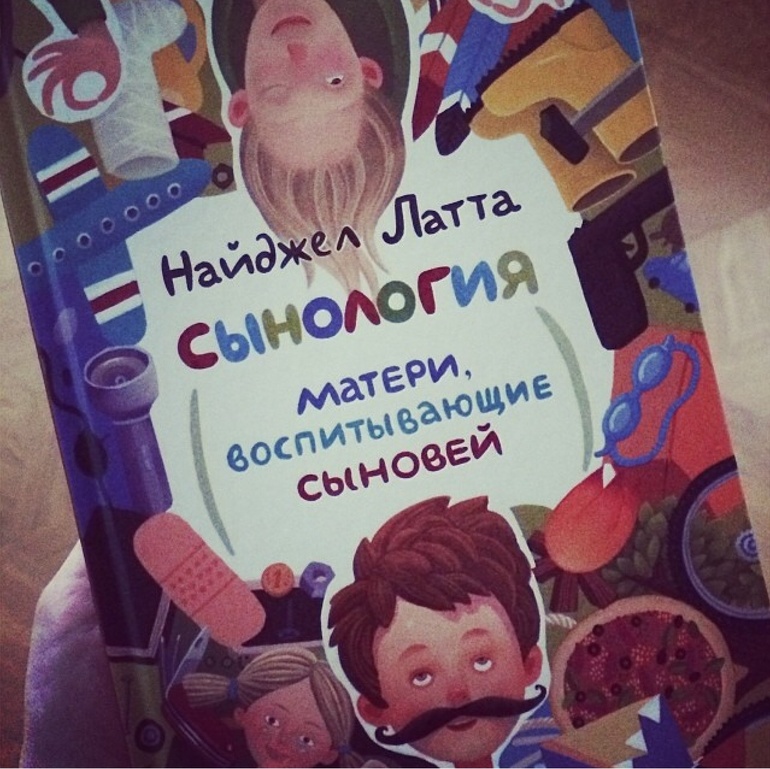 Найджел Латта
СЫНОЛОГИЯ
(МАТЕРИ,
ВОСПИТЫВАЮЩИЕ
СЫНОВЕЙ)